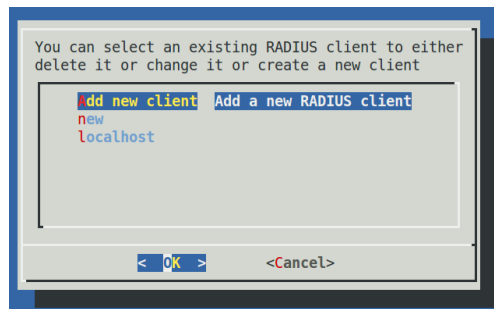 You can select an existing RADIUS client to either
delete it or change it or create a new client
Add new client  Add a new RADIUS client
new
localhost
<  OK  >  <Cancel>